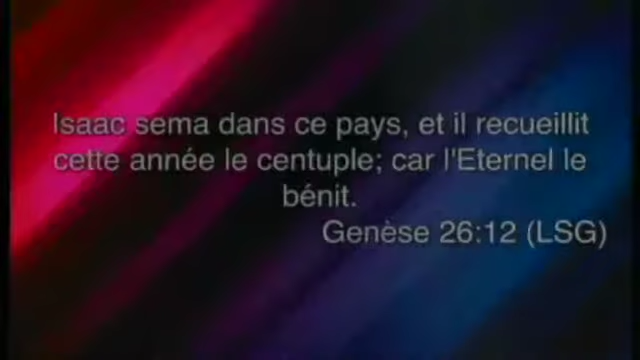 Isaac sema dans ce pays, et il recueillit
cette année le centuple; car l'Eternel le
bénit.
Genèse 26:12 (LSG)